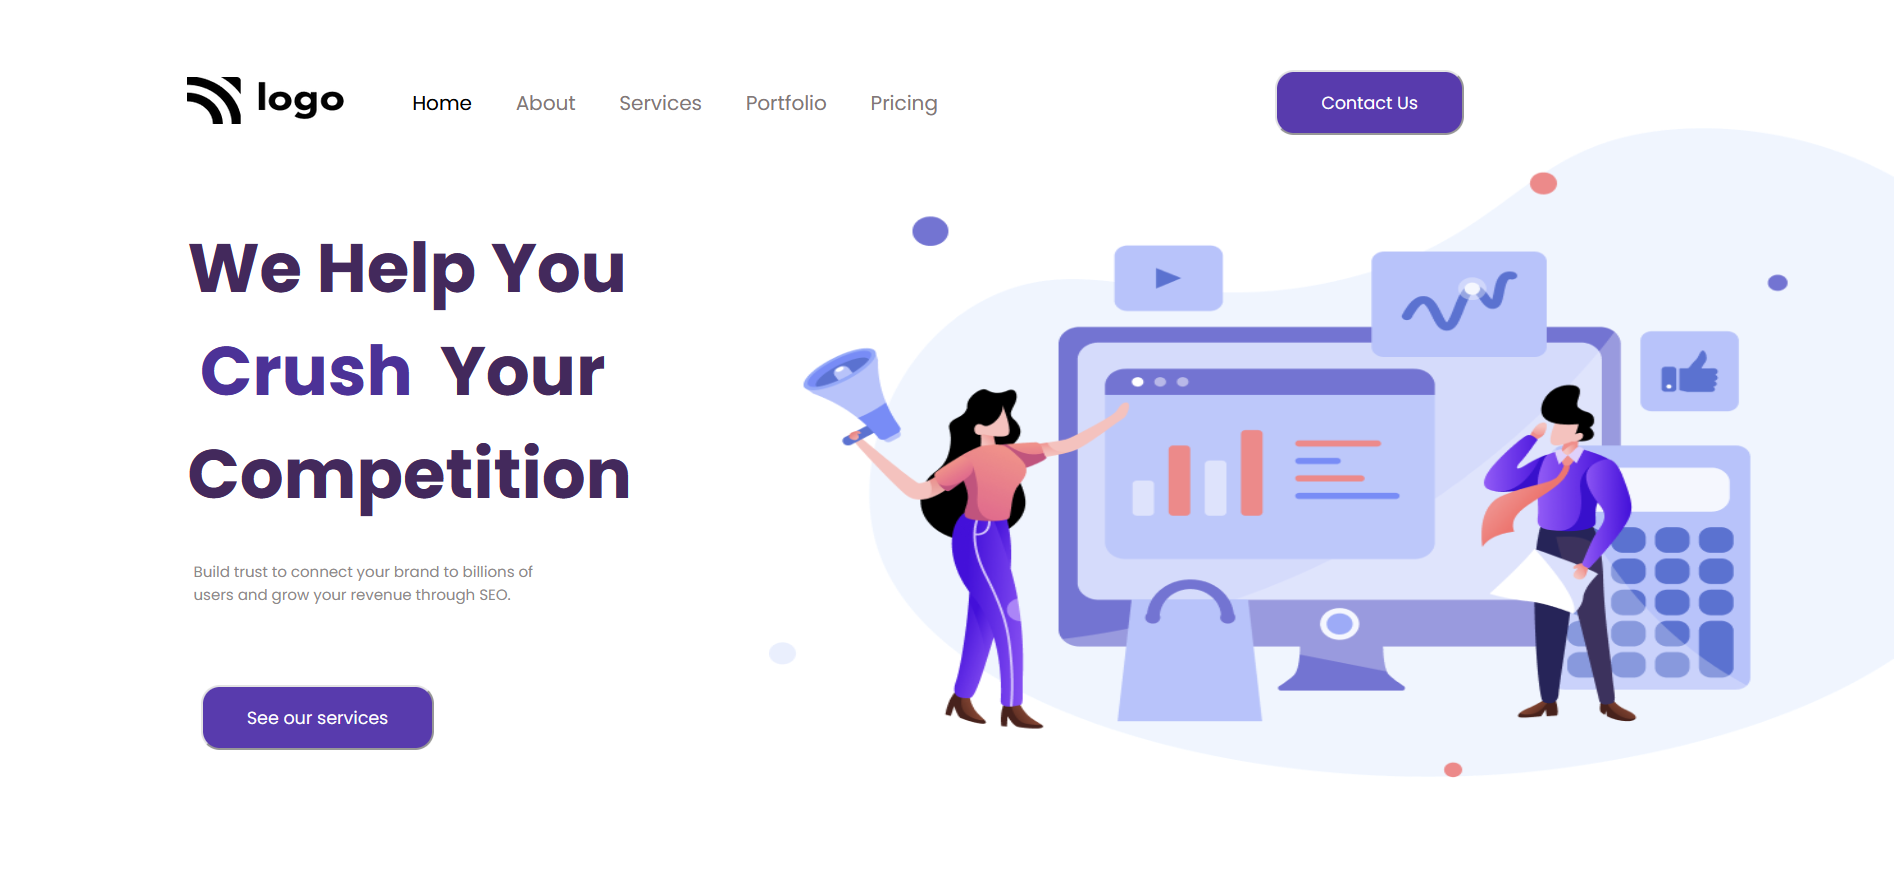 logo Home About Services Portfolio Pricing Contact Us
We Help You
Crush Your
Competition
Build trust to connect your brand to billions of
users and grow your revenue through SEO.
See our services